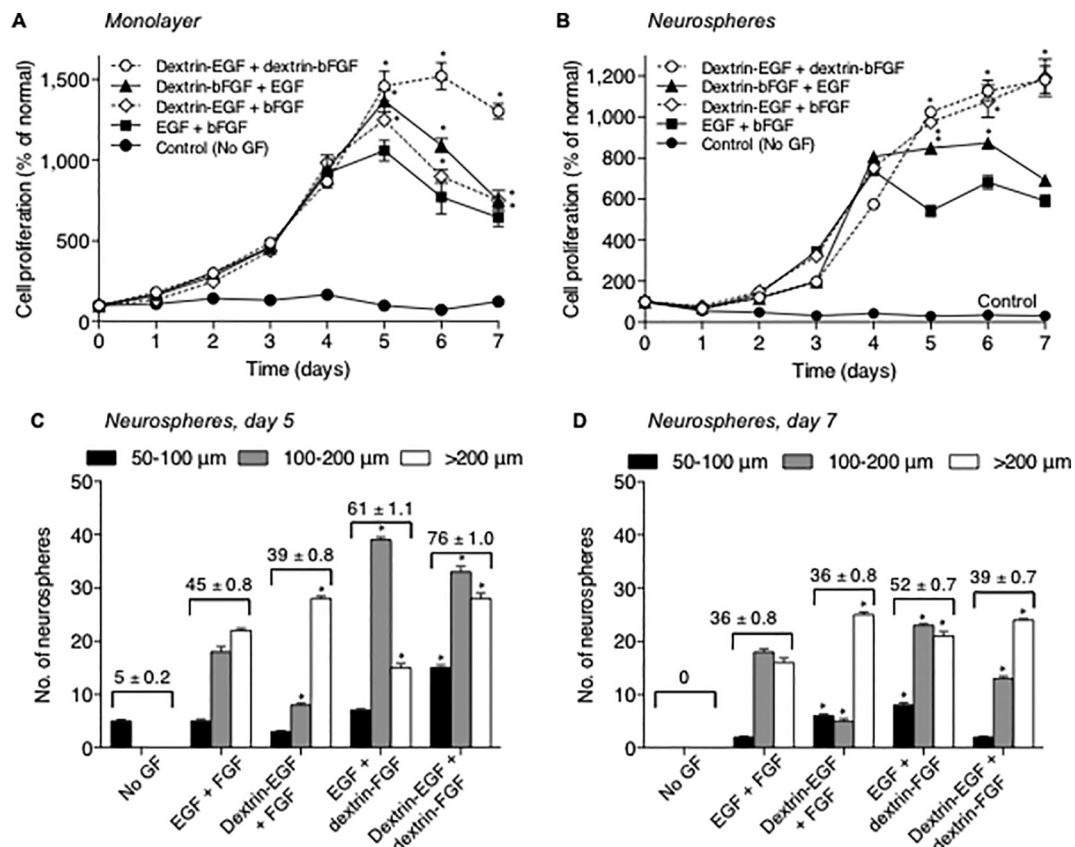 A Monolayer
Dextrin-EGF + dextrin-bFGF
Dextrin-bFGF + EGF
Dextrin-EGF + bFGF
EGF + bFGF
Control (No GF)
Cell proliferation (% of normal)
1,500
1,000
500
0
0 1 2 3 4 5 6 7
Time (days)
B Neurospheres
Dextrin-EGF + dextrin-bFGF
Dextrin-bFGF + EGF
Dextrin-EGF + bFGF
EGF + bFGF
Control (No GF)
Control
Cell proliferation (% of normal)
1,200
1,000
800
600
400
200
0
0 1 2 3 4 5 6 7
Time (days)
C Neurospheres, day 5
50-100 µm 100-200 µm >200 µm
No. of neurospheres
50
40
30
20
10
0
5 ± 0.2
45 ± 0.8
39 ± 0.8
61 ± 1.1
76 ± 1.0
No GF
EGF + FGF
Dextrin-EGF
+ FGF
EGF +
dextrin-FGF
Dextrin-EGF +
dextrin-FGF
D Neurospheres, day 7
50-100 µm 100-200 µm >200 µm
No. of neurospheres
50
40
30
20
10
0
0
36 ± 0.8
36 ± 0.8
52 ± 0.7
39 ± 0.7
No GF
EGF + FGF
Dextrin-EGF
+ FGF
EGF +
dextrin-FGF
Dextrin-EGF +
dextrin-FGF